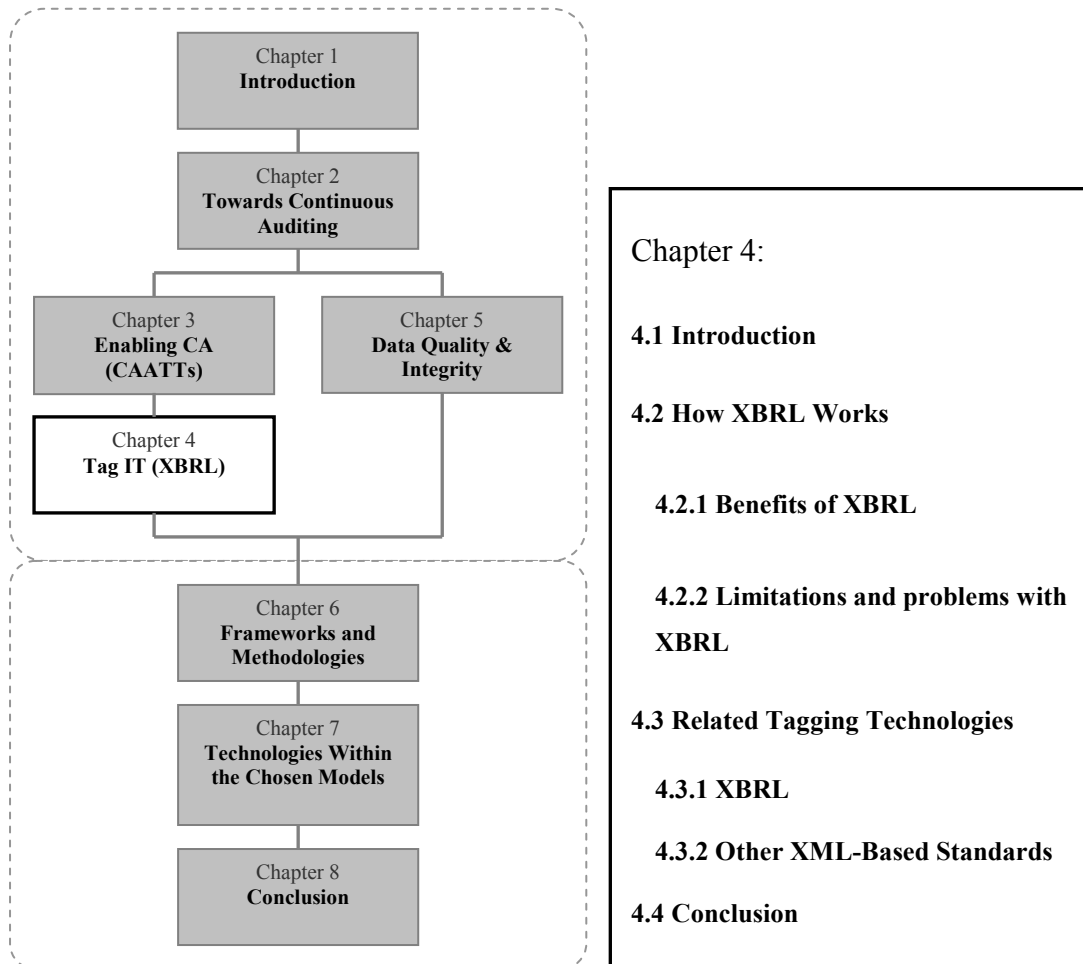 Chapter 1
Introduction
Chapter 2
Towards Continuous
Auditing
Chapter 3
Enabling CA
(CAATTs)
Chapter 5
Data Quality &
Integrity
Chapter 4
Tag IT (XBRL)
Chapter 6
Frameworks and
Methodologies
Chapter 7
Technologies Within
the Chosen Models
Chapter 8
Conclusion
Chapter 4:
4.1 Introduction
4.2 How XBRL Works
4.2.1 Benefits of XBRL
4.2.2 Limitations and problems with
XBRL
4.3 Related Tagging Technologies
4.3.1 XBRL
4.3.2 Other XML-Based Standards
4.4 Conclusion